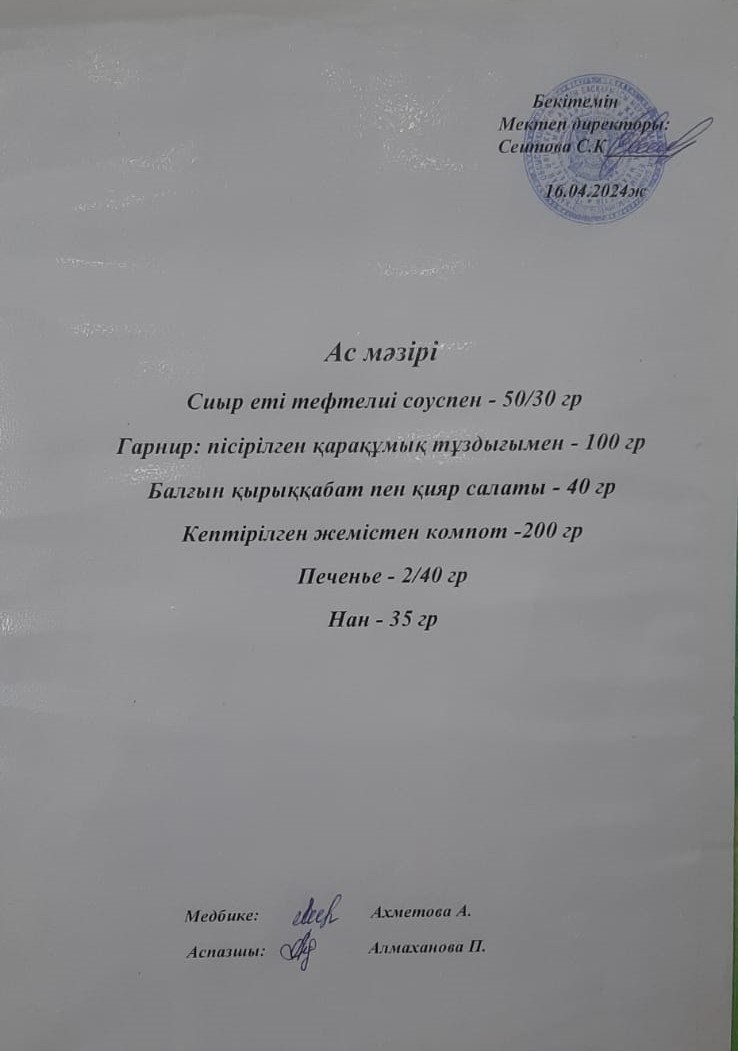 Бекітемін
Мектеп директоры:
Сеитова С.К
16.04.2024ж
Ас мәзірі
Сиыр еті тефтелиі соуспен - 50/30 гр
Гарнир: пісірілген қарақұмық тұздығымен - 100 гр
Балғын қырыққабат пен қияр салаты - 40 гр
Кептірілген жемістен компот -200 гр
Печенье - 2/40 гр
Нан - 35 гр
Медбике: Ахметова А.
Аспазшы: Алмаханова П.